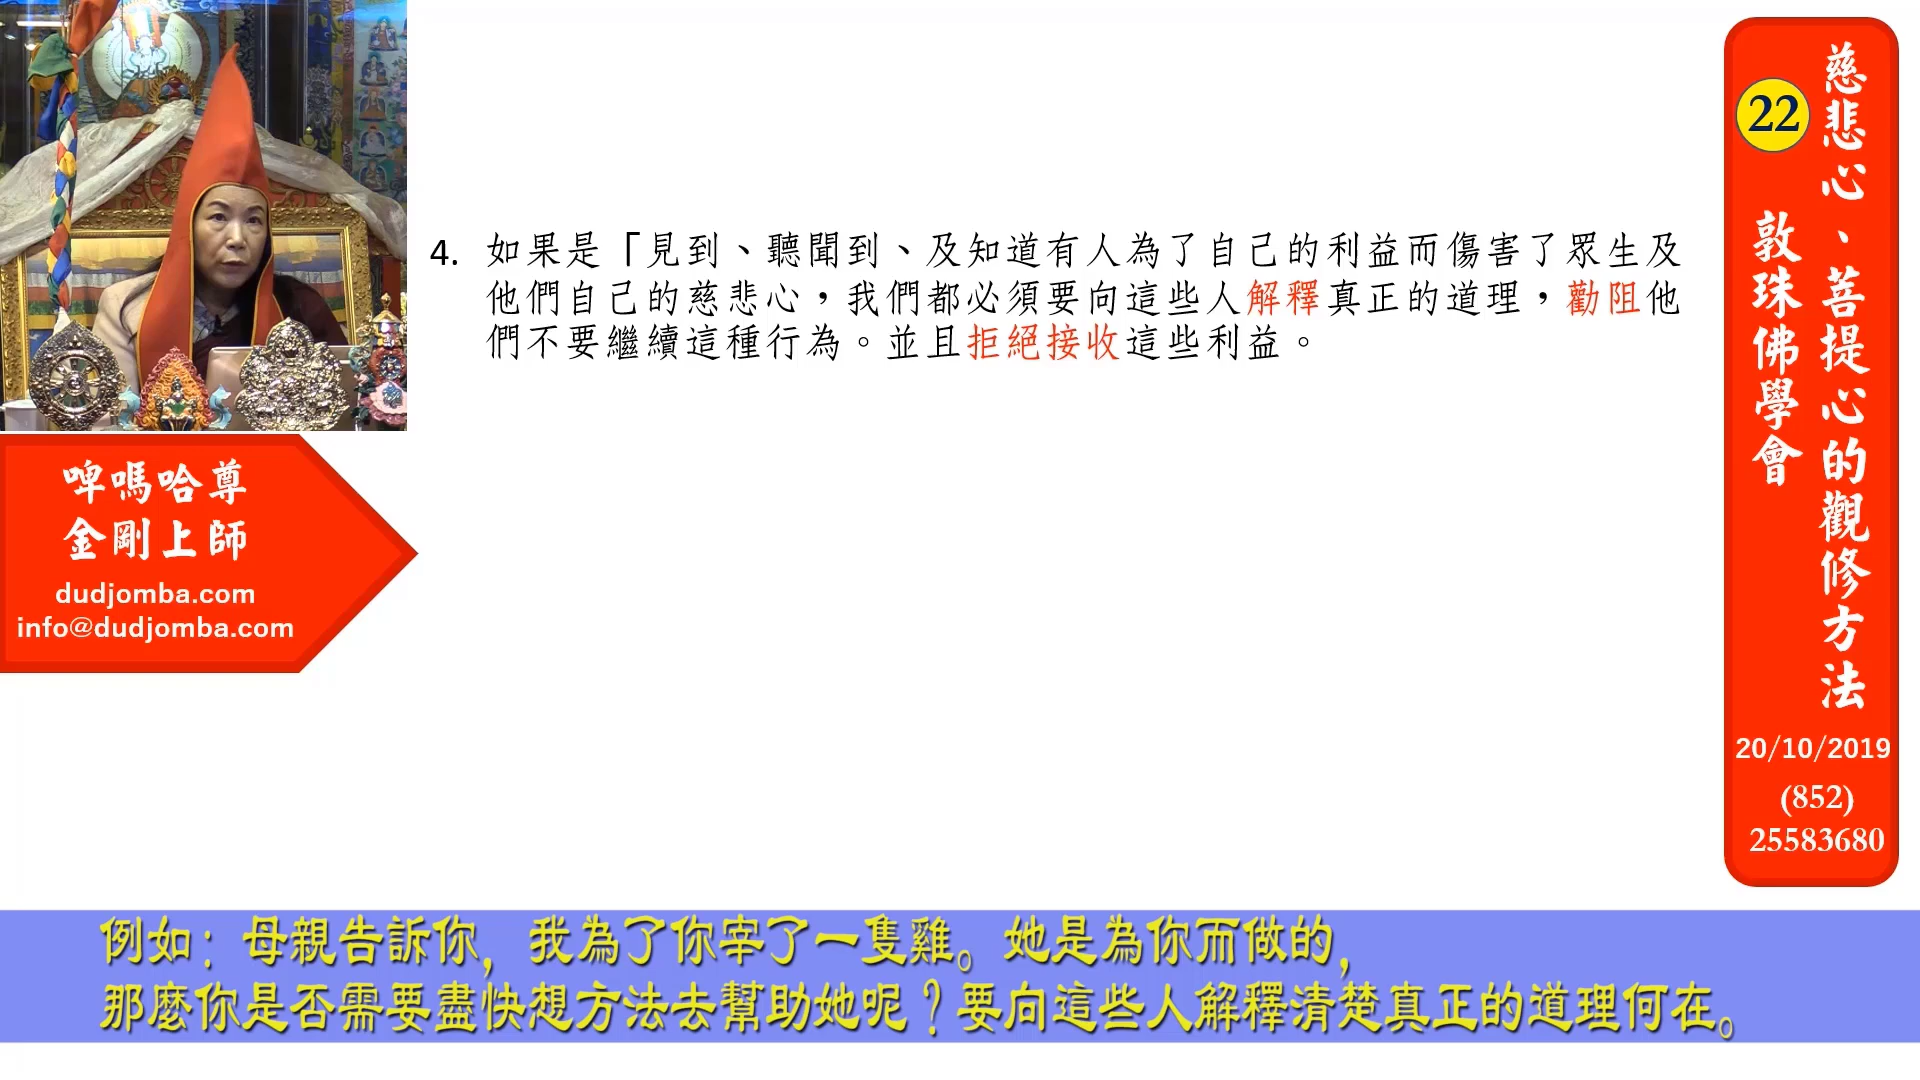 4. 如果是「見到、聽聞到、及知道有人為了自己的利益而傷害了眾生及
他們自己的慈悲心，我們都必須要向這些人解釋真正的道理，勸阻他
們不要繼續這種行為。並且拒絕接收這些利益。
啤嗎哈尊
金剛上師
dudjomba.com
info@dudjomba.com
慈悲心、菩提心的觀修方法
22
敦珠佛學會
20/10/2019
(852)
25583680
例如：母親告訴你，我為了你宰了一隻雞。她是為你而做的，
那麼你是否需要盡快想方法去幫助她呢？要向這些人解釋清楚真正的道理何在。